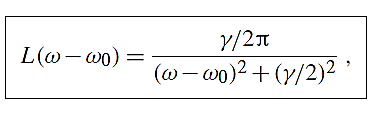 L(ω−ω0) = γ/2π / (ω−ω0)² + (γ/2)² ,